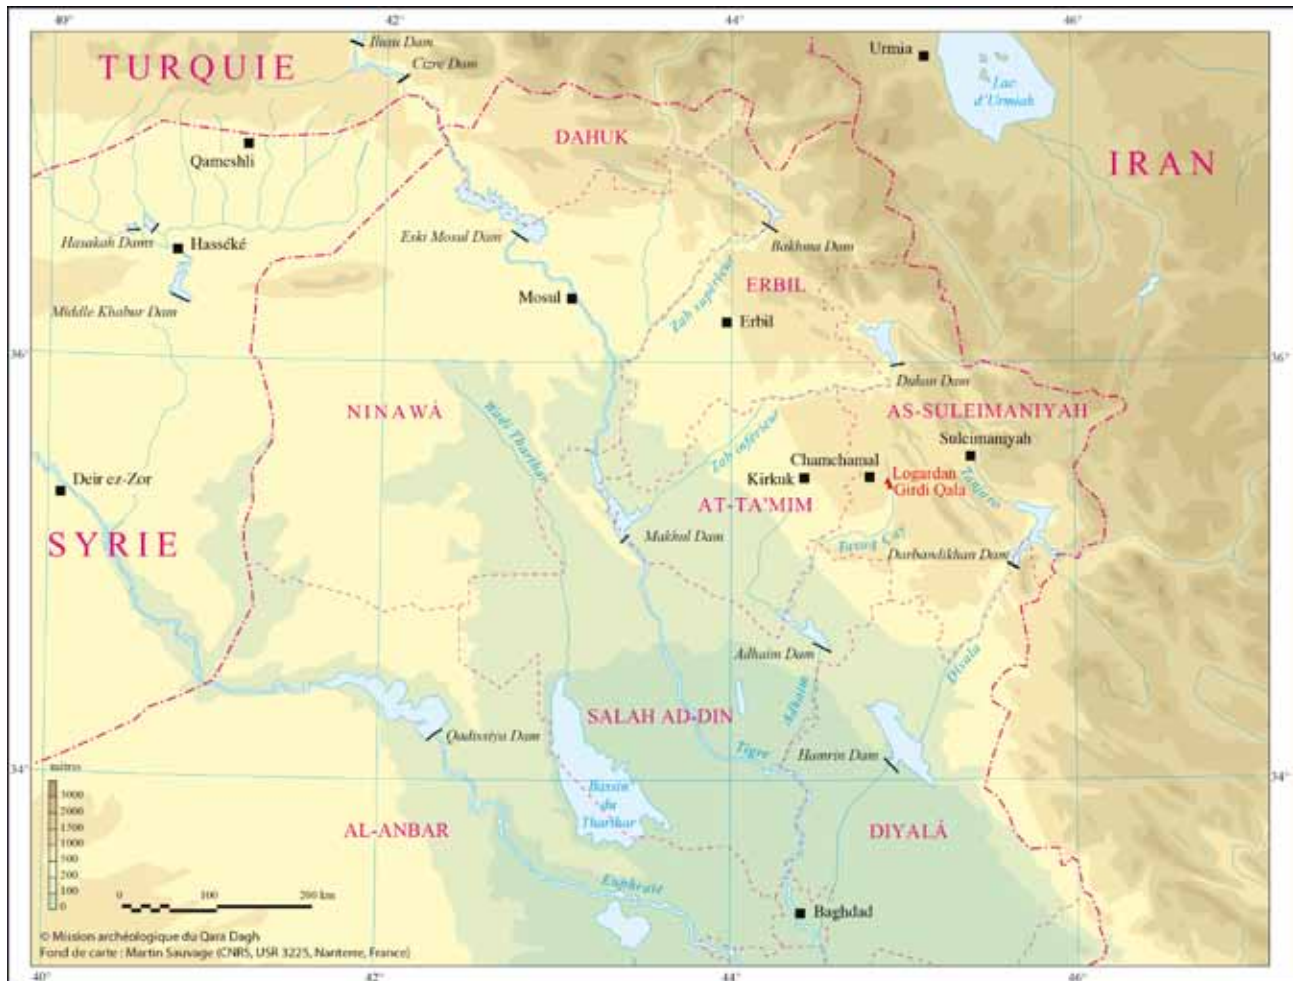 40°
42°
44°
46°
Ilısu Dam
Cizre Dam
Urmia
Lac
d'Urmiah
TURQUIE
DAHUK
IRAN
Qameshli
Hasakah Dams
Hasséké
Eski Mosul Dam
Bakhma Dam
Middle Khabur Dam
Mosul
Zab supérieur
ERBIL
Erbil
36°
36°
Dukan Dam
NINAWÁ
Wadi Tharthar
Zab inférieur
AS-SULEIMANIYAH
Suleimaniyah
Deir ez-Zor
Chamchamal
Kirkuk
Logardan
Girdi Qala
Tanjaro
AT-TA'MIM
SYRIE
Makhul Dam
Tawuq Çay
Darbandikhan Dam
Adhaim Dam
Diyala
SALAH AD-DIN
Adhaim
Qadissiya Dam
Tigre
Hamrin Dam
34°
34°
mètres
3000
2000
1500
1000
500
200
100
0
Bassin
du
Tharthar
AL-ANBAR
DIYALÁ
Euphrate
0 100 200 km
Baghdad
© Mission archéologique du Qara Dagh
Fond de carte : Martin Sauvage (CNRS, USR 3225, Nanterre, France)
40°
42°
44°
46°